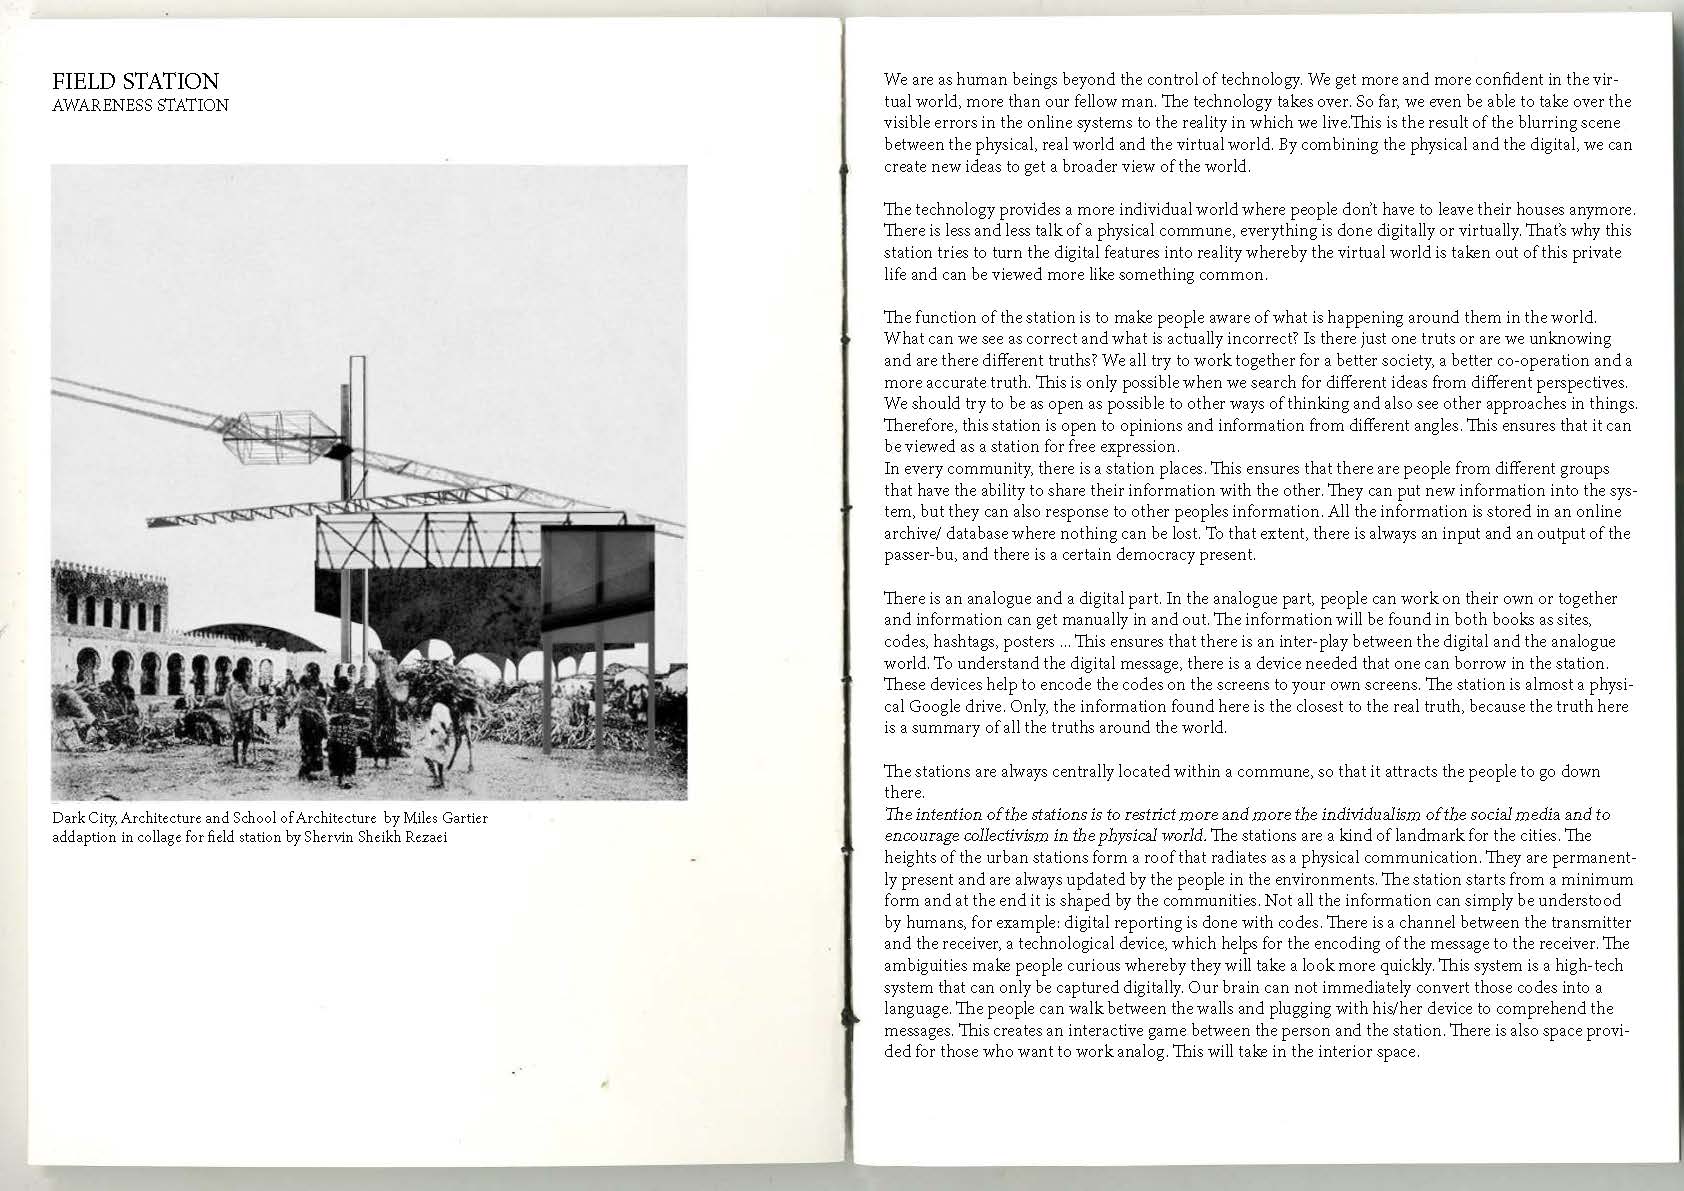 FIELD STATION
AWARENESS STATION
Dark City, Architecture and School of Architecture by Miles Gartier
addaption in collage for field station by Shervin Sheikh Rezaei
We are as human beings beyond the control of technology. We get more and more confident in the vir-
tual world, more than our fellow man. The technology takes over. So far, we even be able to take over the
visible errors in the online systems to the reality in which we live.This is the result of the blurring scene
between the physical, real world and the virtual world. By combining the physical and the digital, we can
create new ideas to get a broader view of the world.
The technology provides a more individual world where people don't have to leave their houses anymore.
There is less and less talk of a physical commune, everything is done digitally or virtually. That's why this
station tries to turn the digital features into reality whereby the virtual world is taken out of this private
life and can be viewed more like something common.
The function of the station is to make people aware of what is happening around them in the world.
What can we see as correct and what is actually incorrect? Is there just one truts or are we unknowing
and are there different truths? We all try to work together for a better society, a better co-operation and a
more accurate truth. This is only possible when we search for different ideas from different perspectives.
We should try to be as open as possible to other ways of thinking and also see other approaches in things.
Therefore, this station is open to opinions and information from different angles. This ensures that it can
be viewed as a station for free expression.
In every community, there is a station places. This ensures that there are people from different groups
that have the ability to share their information with the other. They can put new information into the sys-
tem, but they can also response to other peoples information. All the information is stored in an online
archive/ database where nothing can be lost. To that extent, there is always an input and an output of the
passer-bu, and there is a certain democracy present.
There is an analogue and a digital part. In the analogue part, people can work on their own or together
and information can get manually in and out. The information will be found in both books as sites,
codes, hashtags, posters ... This ensures that there is an inter-play between the digital and the analogue
world. To understand the digital message, there is a device needed that one can borrow in the station.
These devices help to encode the codes on the screens to your own screens. The station is almost a physi-
cal Google drive. Only, the information found here is the closest to the real truth, because the truth here
is a summary of all the truths around the world.
The stations are always centrally located within a commune, so that it attracts the people to go down
there.
The intention of the stations is to restrict more and more the individualism of the social media and to
encourage collectivism in the physical world. The stations are a kind of landmark for the cities. The
heights of the urban stations form a roof that radiates as a physical communication. They are permanent-
ly present and are always updated by the people in the environments. The station starts from a minimum
form and at the end it is shaped by the communities. Not all the information can simply be understood
by humans, for example: digital reporting is done with codes. There is a channel between the transmitter
and the receiver, a technological device, which helps for the encoding of the message to the receiver. The
ambiguities make people curious whereby they will take a look more quickly. This system is a high-tech
system that can only be captured digitally. Our brain can not immediately convert those codes into a
language. The people can walk between the walls and plugging with his/her device to comprehend the
messages. This creates an interactive game between the person and the station. There is also space provi-
ded for those who want to work analog. This will take in the interior space.